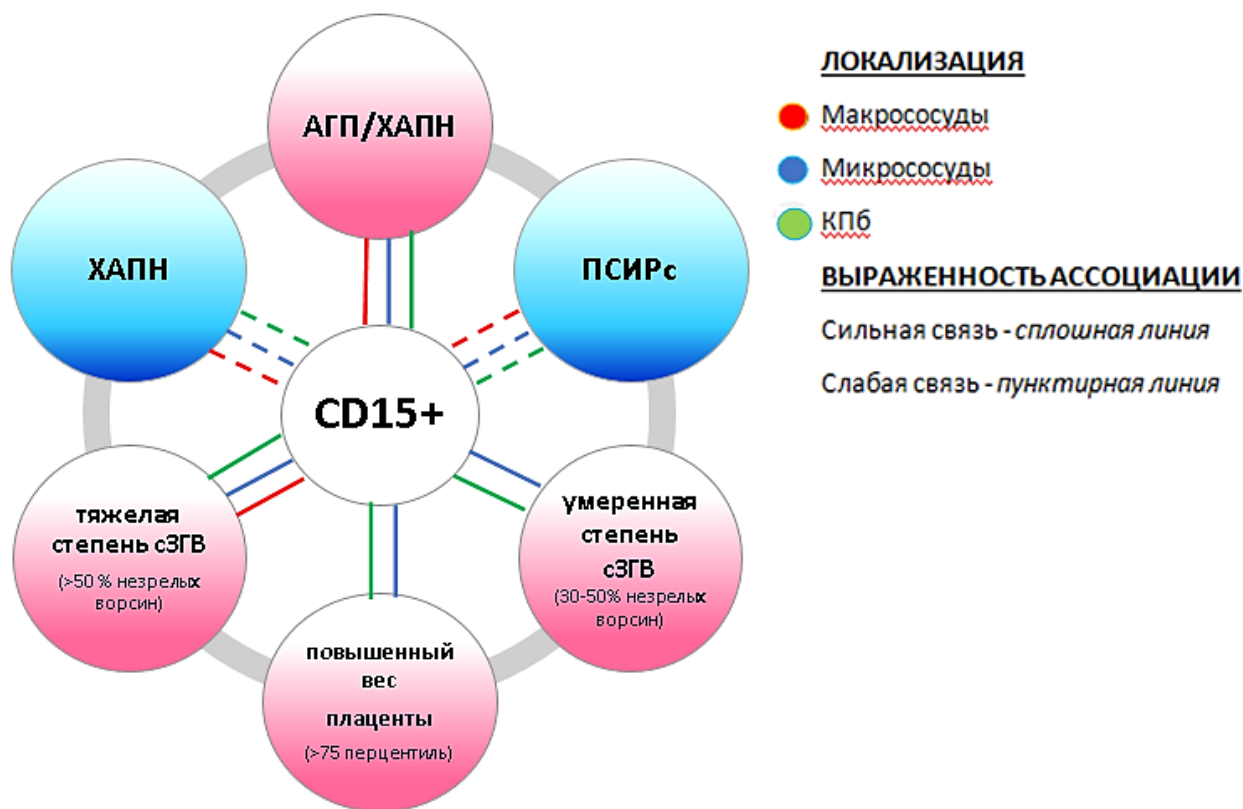 АГП/ХАПН
ХАПН
ПСИРс
CD15+
тяжелая
степень сЗГВ
(>50 % незрелых
ворсин)
умеренная
степень
сЗГВ
(30-50% незрелых
ворсин)
повышенный
вес
плаценты
(>75 перцентиль)
ЛОКАЛИЗАЦИЯ
Макрососуды
Микрососуды
КПб
ВЫРАЖЕННОСТЬ АССОЦИАЦИИ
Сильная связь - сплошная линия
Слабая связь - пунктирная линия